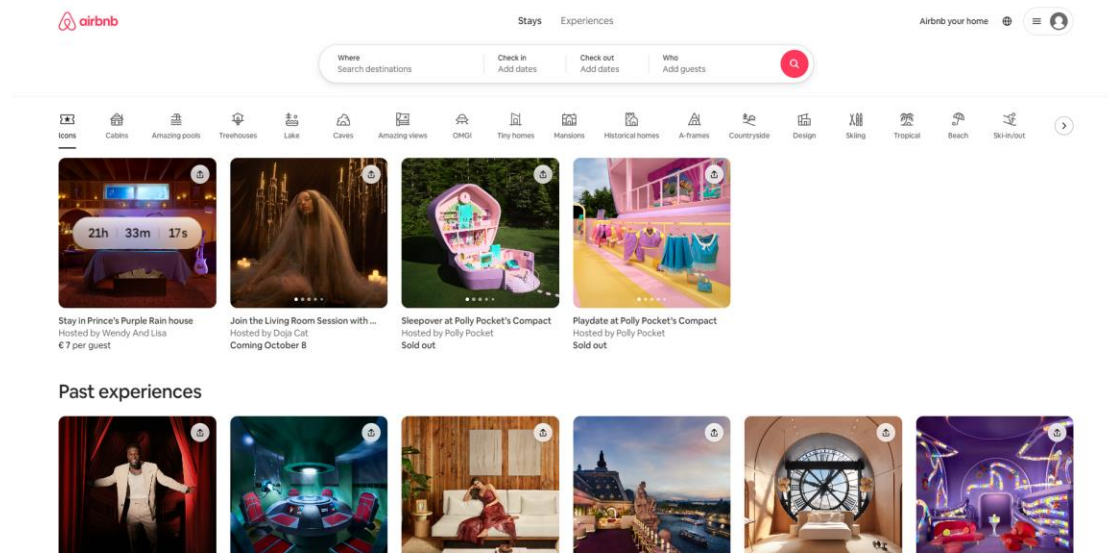 airbnb
Stays Experiences
Airbnb your home
Where
Search destinations
Check in
Add dates
Check out
Add dates
Who
Add guests
Icons
Cabins
Amazing pools
Treehouses
Lake
Caves
Amazing views
OMG!
Tiny homes
Mansions
Historical homes
A-frames
Countryside
Design
Skiing
Tropical
Beach
Ski-in/out
21h 33m 17s
Stay in Prince's Purple Rain house
Hosted by Wendy And Lisa
€ 7 per guest
Join the Living Room Session with ...
Hosted by Doja Cat
Coming October 8
Sleepover at Polly Pocket's Compact
Hosted by Polly Pocket
Sold out
Playdate at Polly Pocket's Compact
Hosted by Polly Pocket
Sold out
Past experiences